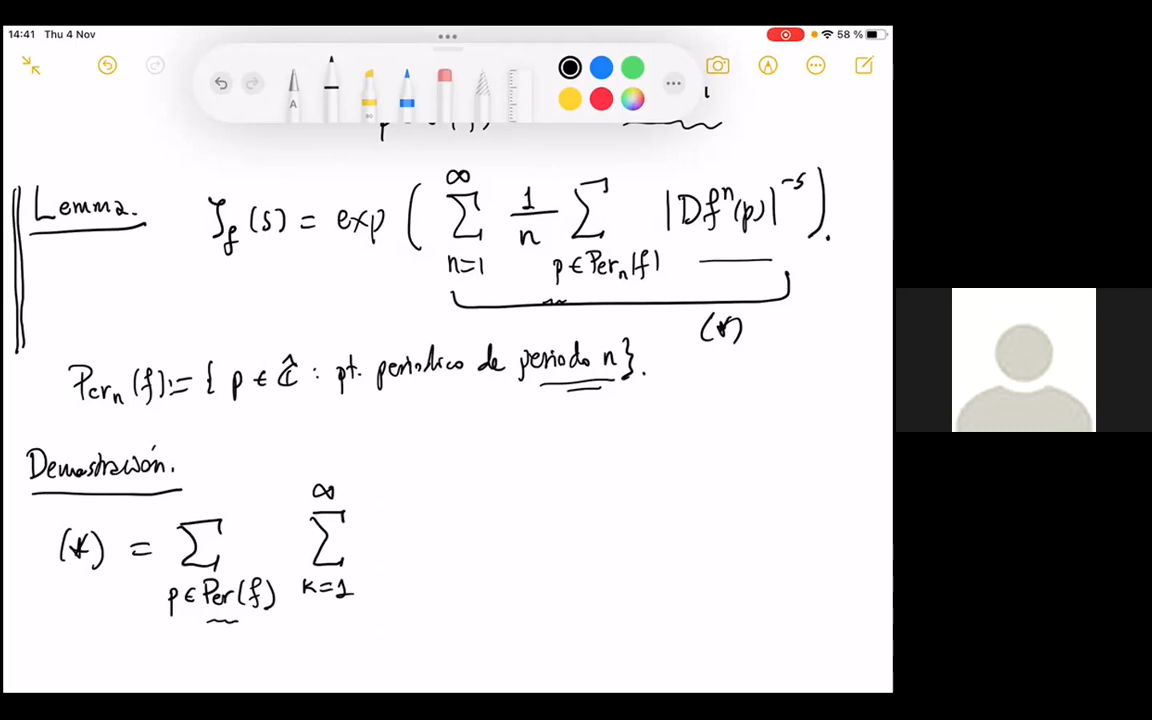 14:41 Thu 4 Nov
58 %
A
Lemma. ζ_f(s) = exp ( ∑_{n=1}^{∞} 1/n ∑_{p∈Per_n(f)} |Df^n(p)|^{-s} ).
(*)
Per_n(f) := { p ∈ Ĉ : pt. periodico de periodo n }.
Demostración.
(*) = ∑_{p∈Per(f)} ∑_{k=1}^{∞}